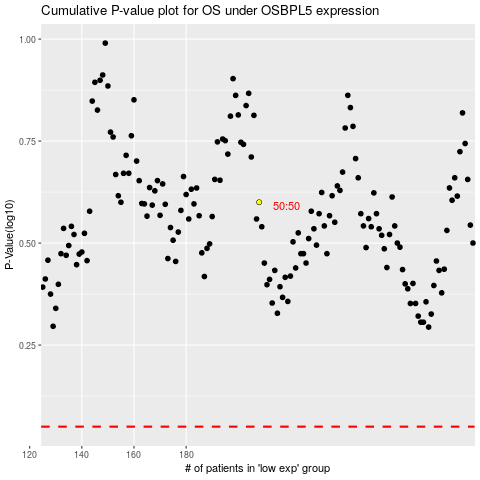 Cumulative P-value plot for OS under OSBPL5 expression
1.00
0.75
0.50
0.25
P-Value(log10)
50:50
120 140 160 180
# of patients in 'low exp' group